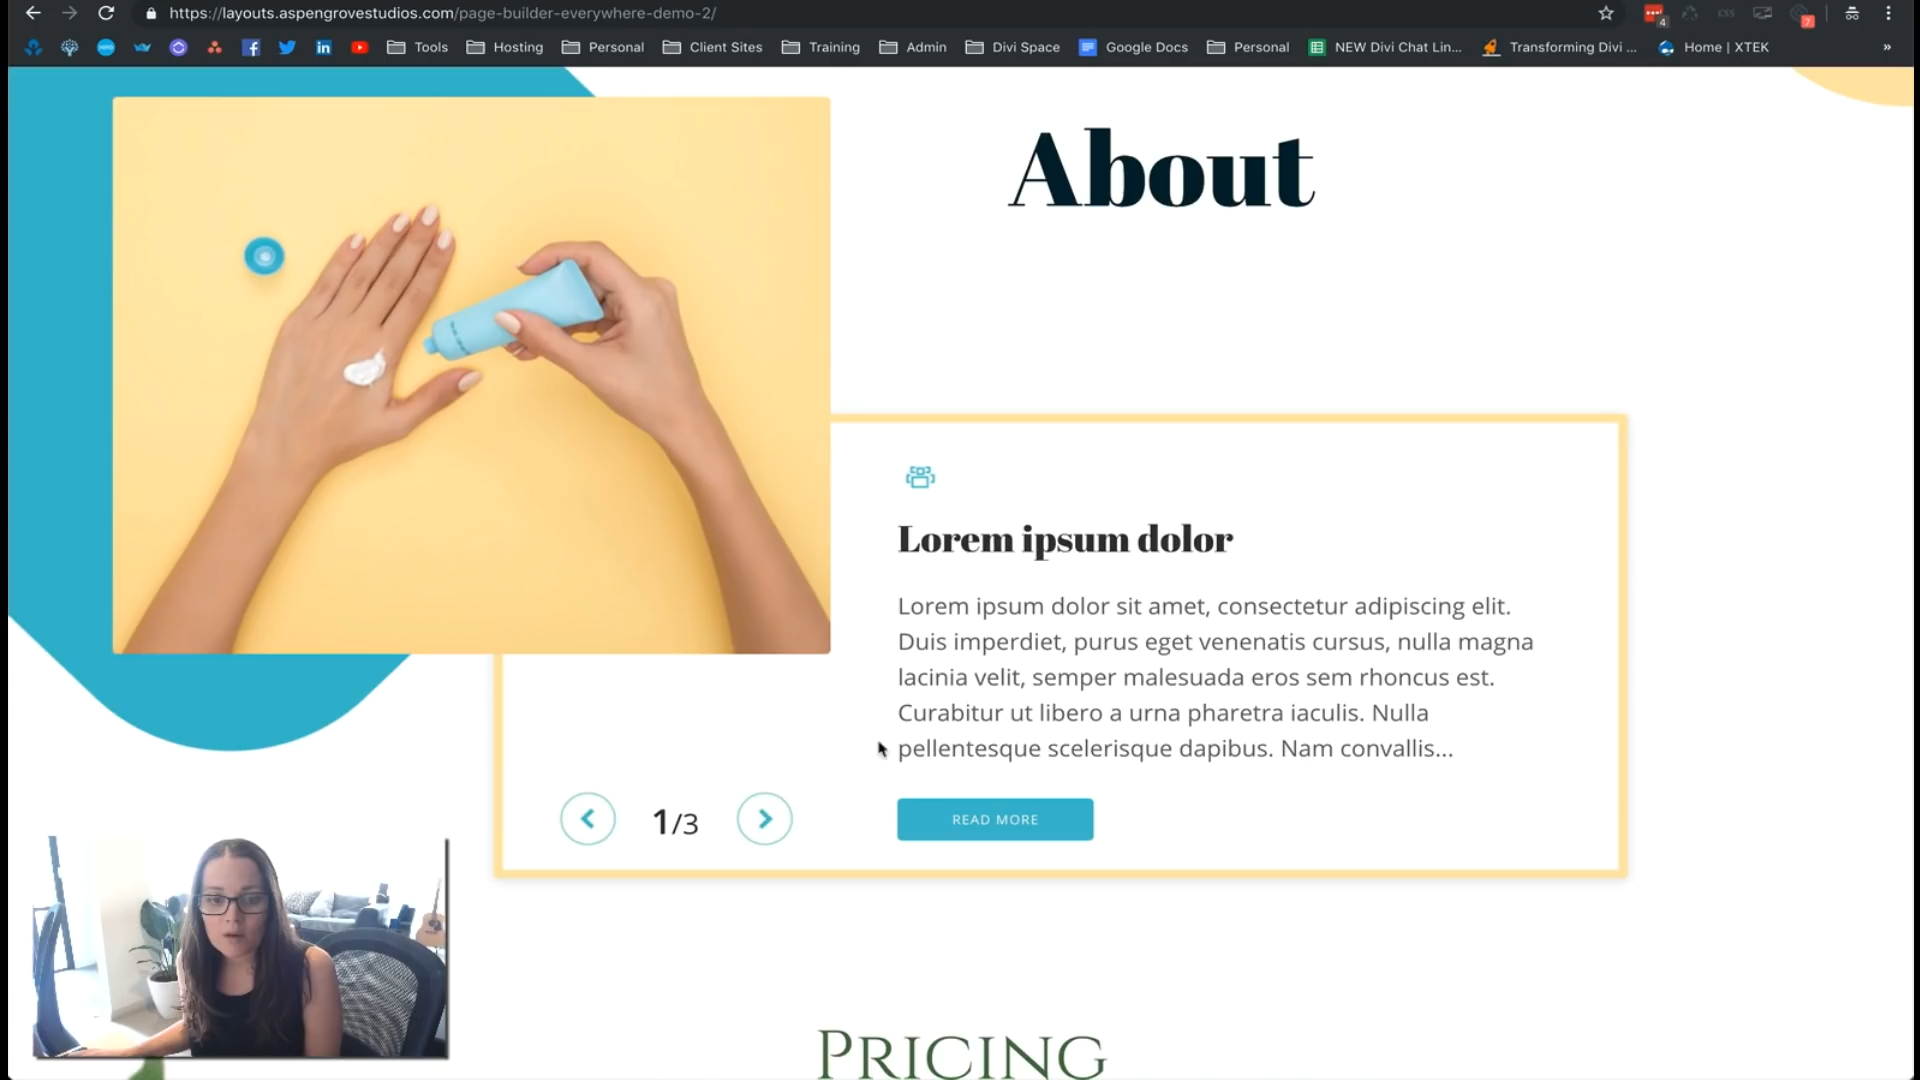 https://layouts.aspengrovestudios.com/page-builder-everywhere-demo-2/
4
css
7
Tools
Hosting
Personal
Client Sites
Training
Admin
Divi Space
Google Docs
Personal
NEW Divi Chat Lin...
Transforming Divi ...
Home | XTEK
»
About
Lorem ipsum dolor
Lorem ipsum dolor sit amet, consectetur adipiscing elit.
Duis imperdiet, purus eget venenatis cursus, nulla magna
lacinia velit, semper malesuada eros sem rhoncus est.
Curabitur ut libero a urna pharetra iaculis. Nulla
pellentesque scelerisque dapibus. Nam convallis...
1/3
READ MORE
PRICING